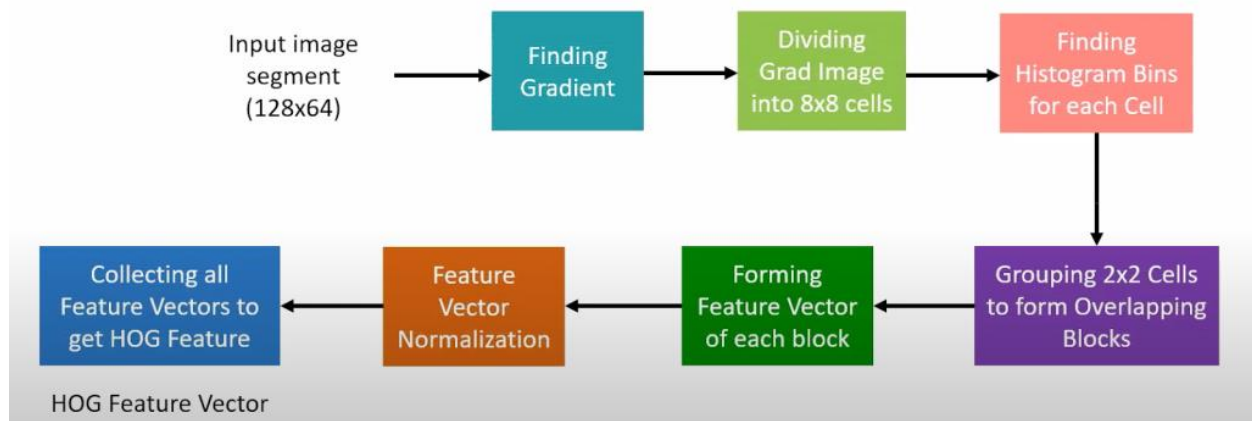 Input image
segment
(128x64)
Finding
Gradient
Dividing
Grad Image
into 8x8 cells
Finding
Histogram Bins
for each Cell
Grouping 2x2 Cells
to form Overlapping
Blocks
Forming
Feature Vector
of each block
Feature
Vector
Normalization
Collecting all
Feature Vectors to
get HOG Feature
HOG Feature Vector